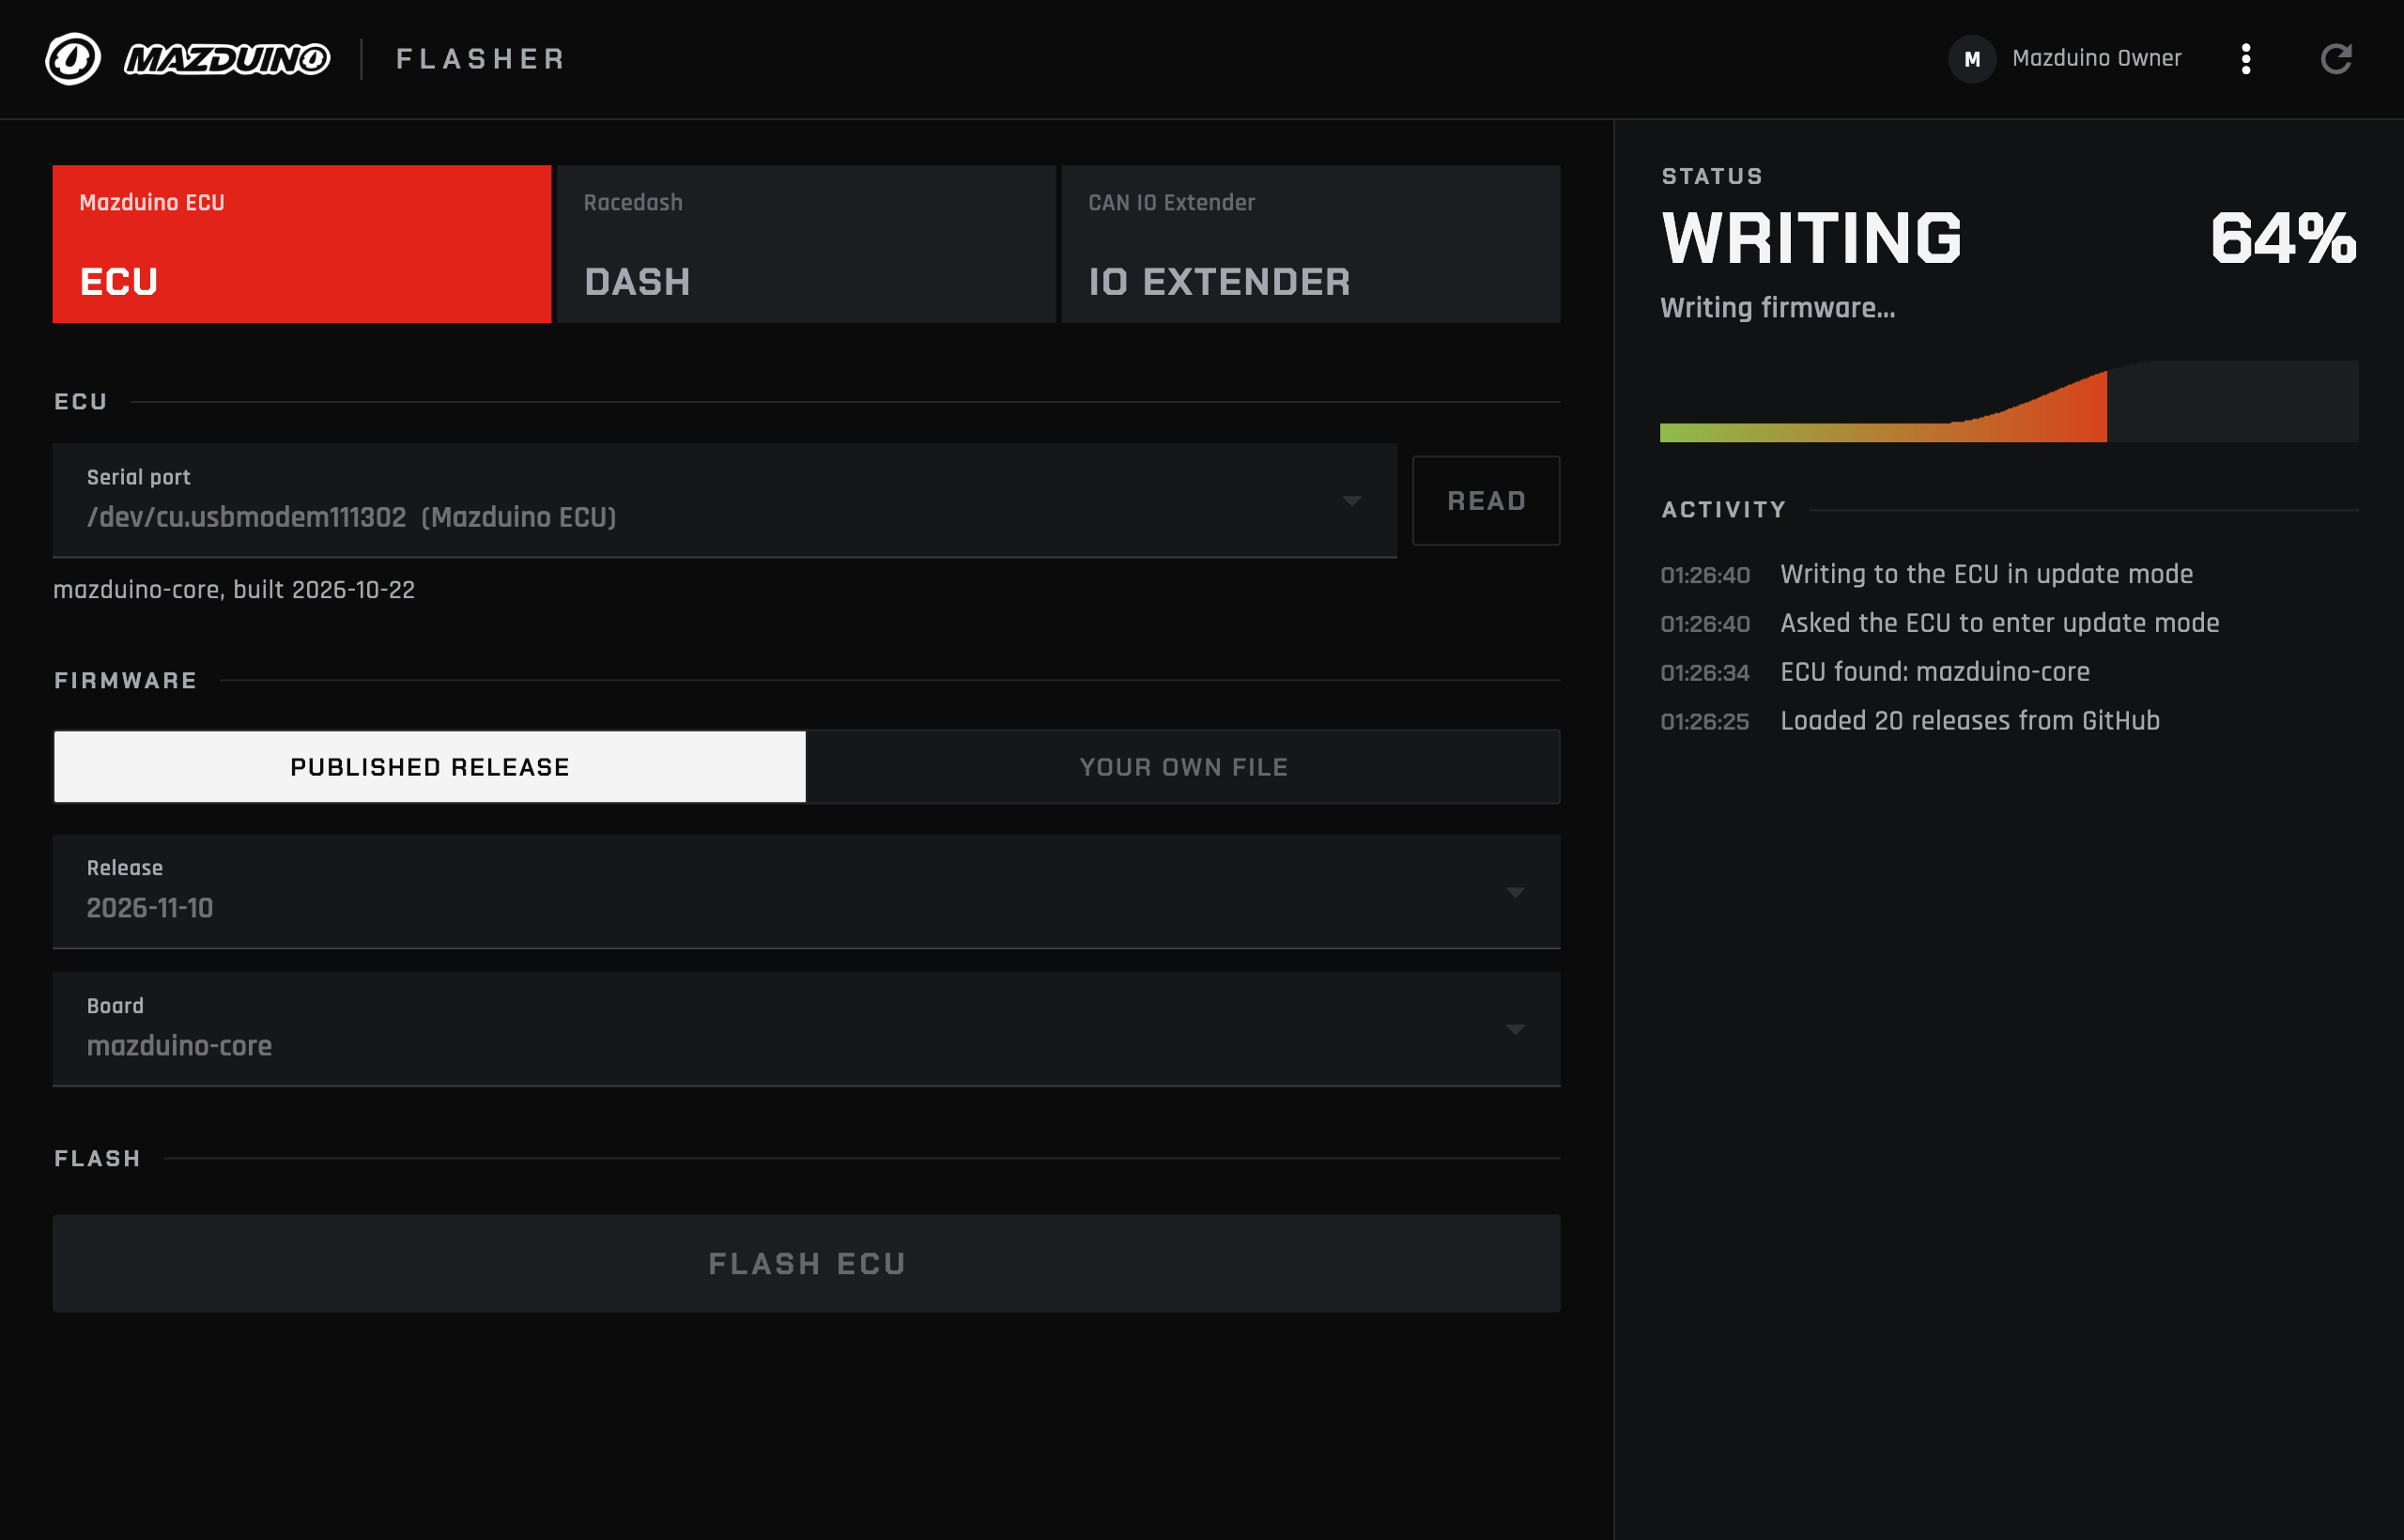 MAZDUINO
FLASHER
M
Mazduino Owner
Mazduino ECU
ECU
Racedash
DASH
CAN IO Extender
IO EXTENDER
ECU
Serial port
/dev/cu.usbmodem111302 (Mazduino ECU)
READ
mazduino-core, built 2026-10-22
FIRMWARE
PUBLISHED RELEASE
YOUR OWN FILE
Release
2026-11-10
Board
mazduino-core
FLASH
FLASH ECU
STATUS
WRITING
64%
Writing firmware...
ACTIVITY
01:26:40 Writing to the ECU in update mode
01:26:40 Asked the ECU to enter update mode
01:26:34 ECU found: mazduino-core
01:26:25 Loaded 20 releases from GitHub